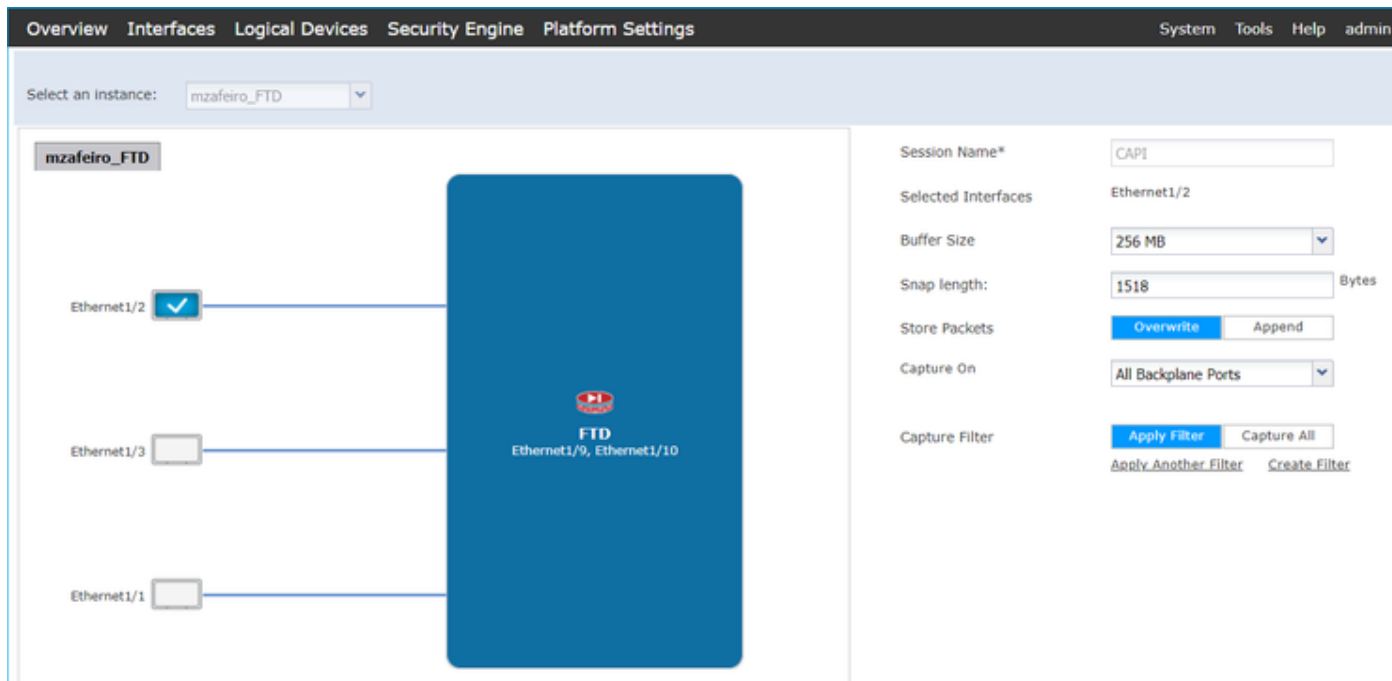 Overview Interfaces Logical Devices Security Engine Platform Settings System Tools Help admin
Select an instance: mzafeiro_FTD
mzafeiro_FTD
Ethernet1/2
Ethernet1/3
Ethernet1/1
FTD
Ethernet1/9, Ethernet1/10
Session Name* CAPI
Selected Interfaces Ethernet1/2
Buffer Size 256 MB
Snap length: 1518 Bytes
Store Packets Overwrite Append
Capture On All Backplane Ports
Capture Filter Apply Filter Capture All
Apply Another Filter Create Filter